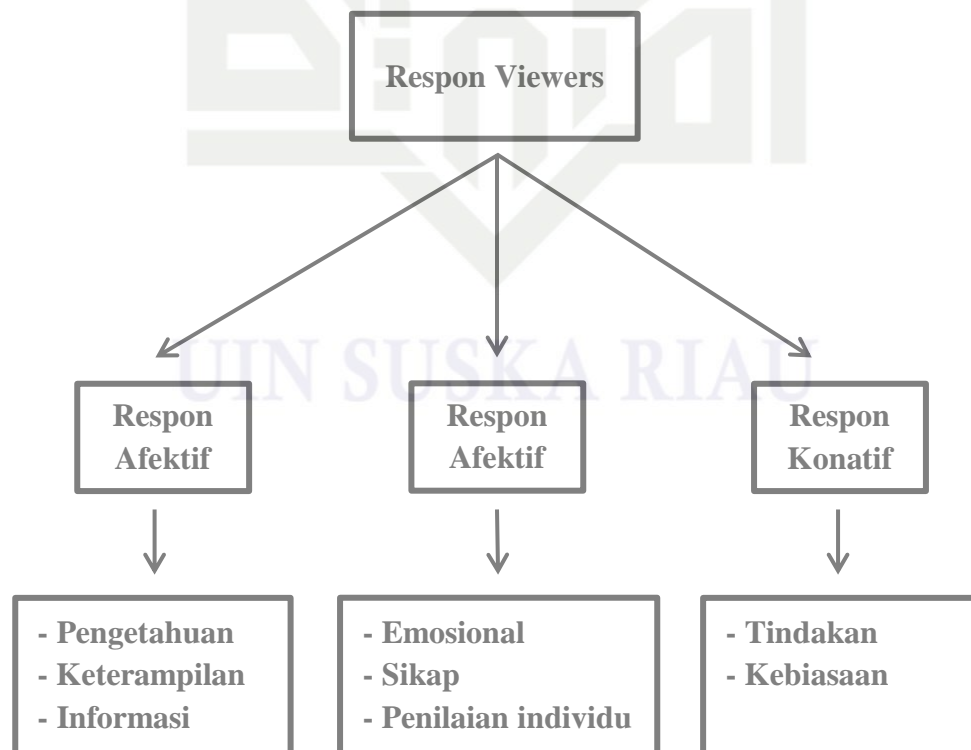 Respon Viewers
UIN SUSKA RIAU
Respon
Afektif
Respon
Afektif
Respon
Konatif
- Pengetahuan
- Keterampilan
- Informasi
- Emosional
- Sikap
- Penilaian individu
- Tindakan
- Kebiasaan